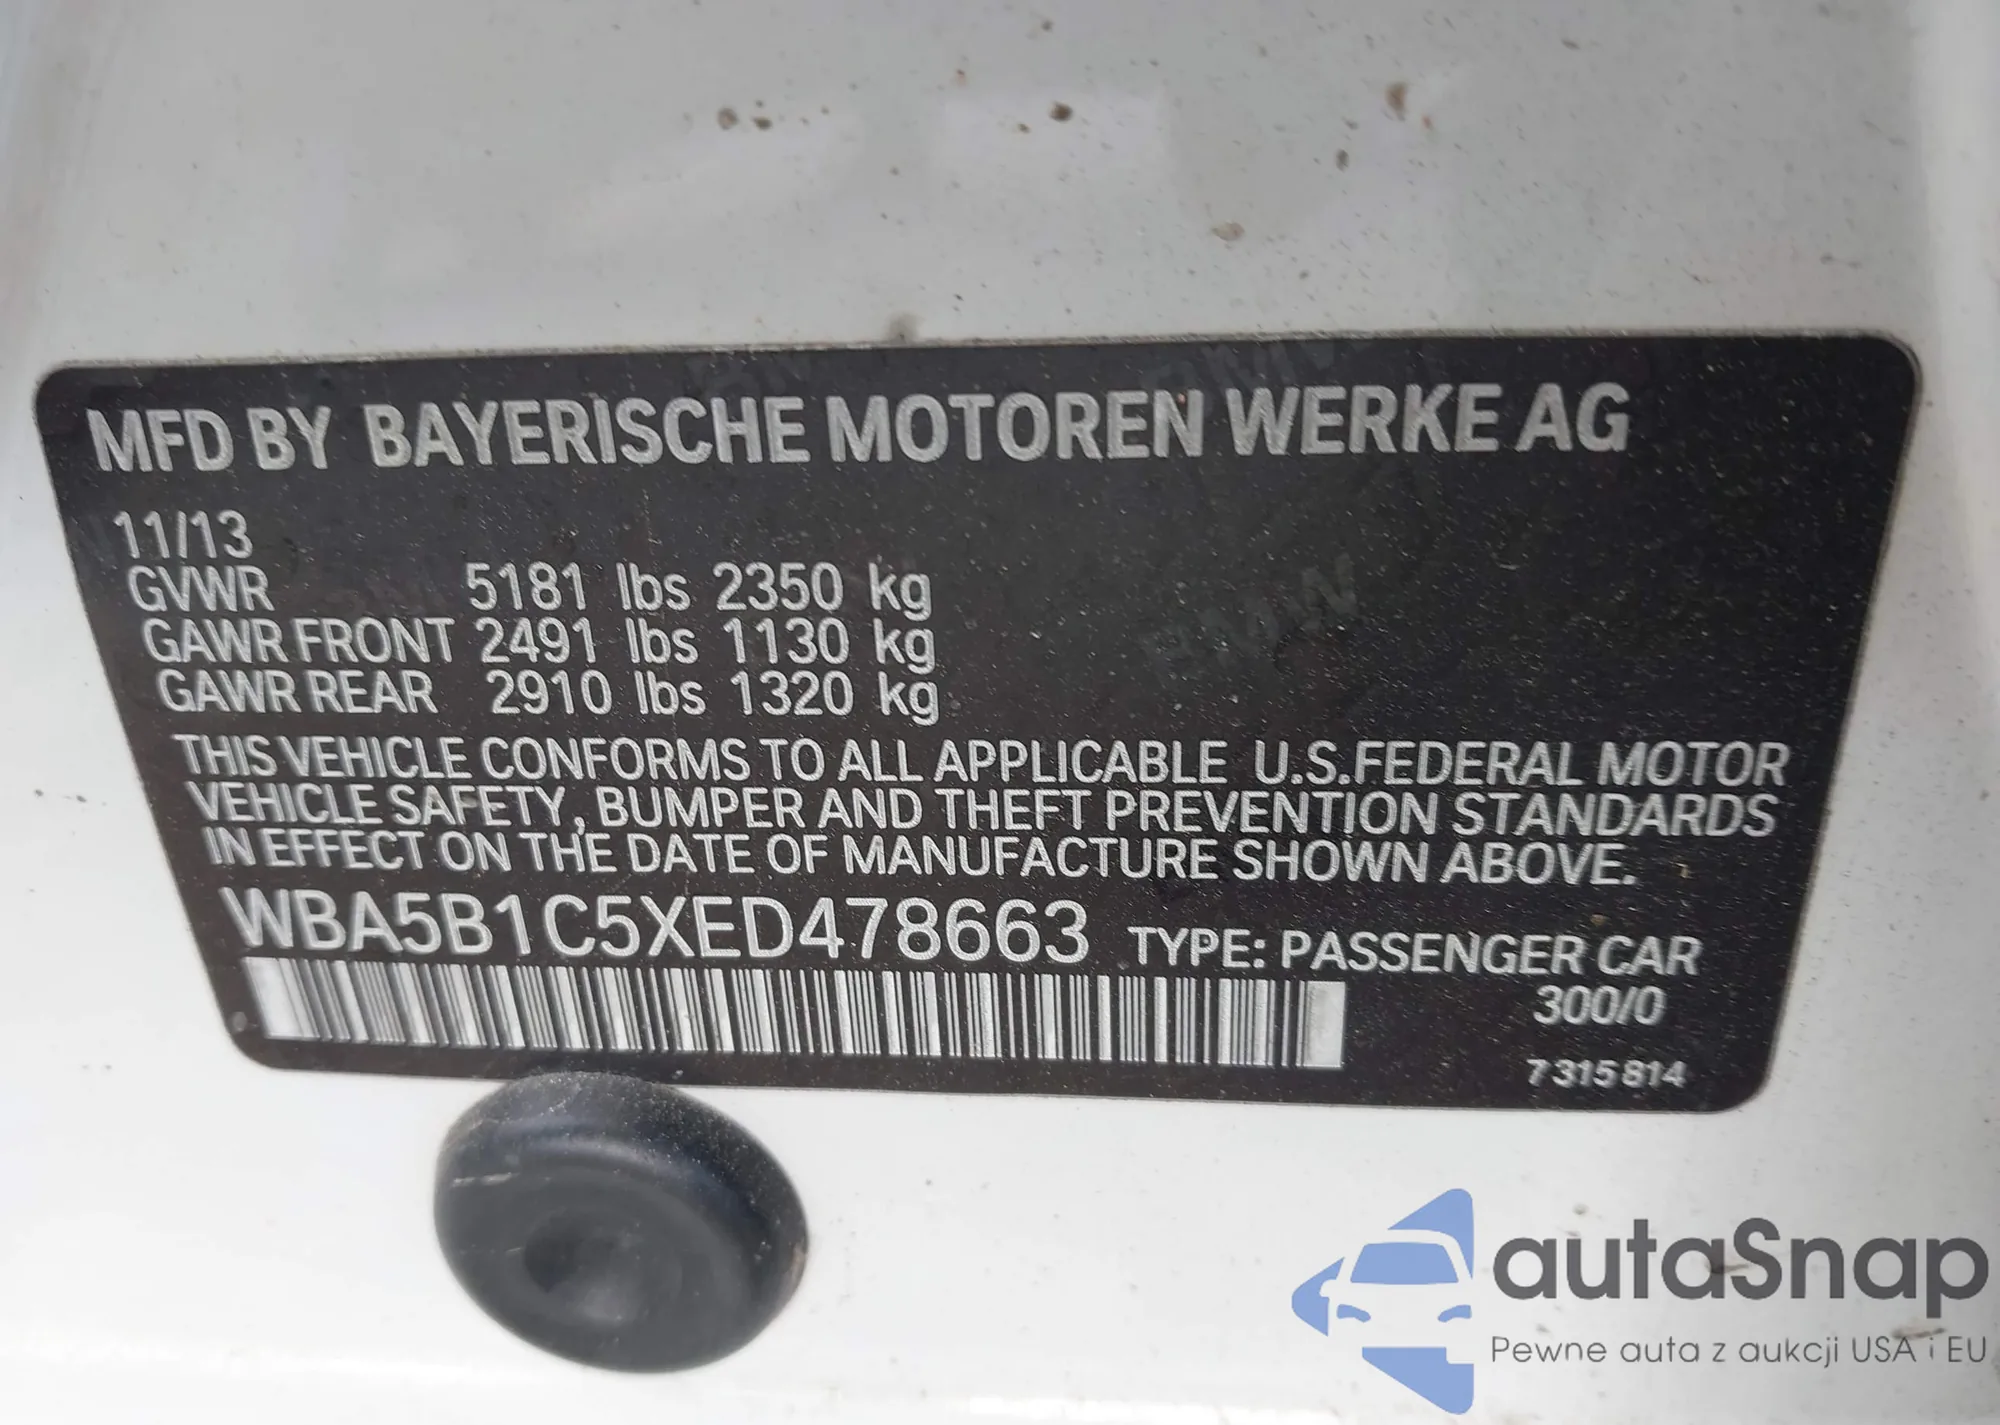 MFD BY BAYERISCHE MOTOREN WERKE AG
11/13
GVWR 5181 lbs 2350 kg
GAWR FRONT 2491 lbs 1130 kg
GAWR REAR 2910 lbs 1320 kg
THIS VEHICLE CONFORMS TO ALL APPLICABLE U.S.FEDERAL MOTOR
VEHICLE SAFETY, BUMPER AND THEFT PREVENTION STANDARDS
IN EFFECT ON THE DATE OF MANUFACTURE SHOWN ABOVE.
WBA5B1C5XED478663 TYPE: PASSENGER CAR
300/0
7 315 814
autaSnap
Pewne auta z aukcji USA i EU